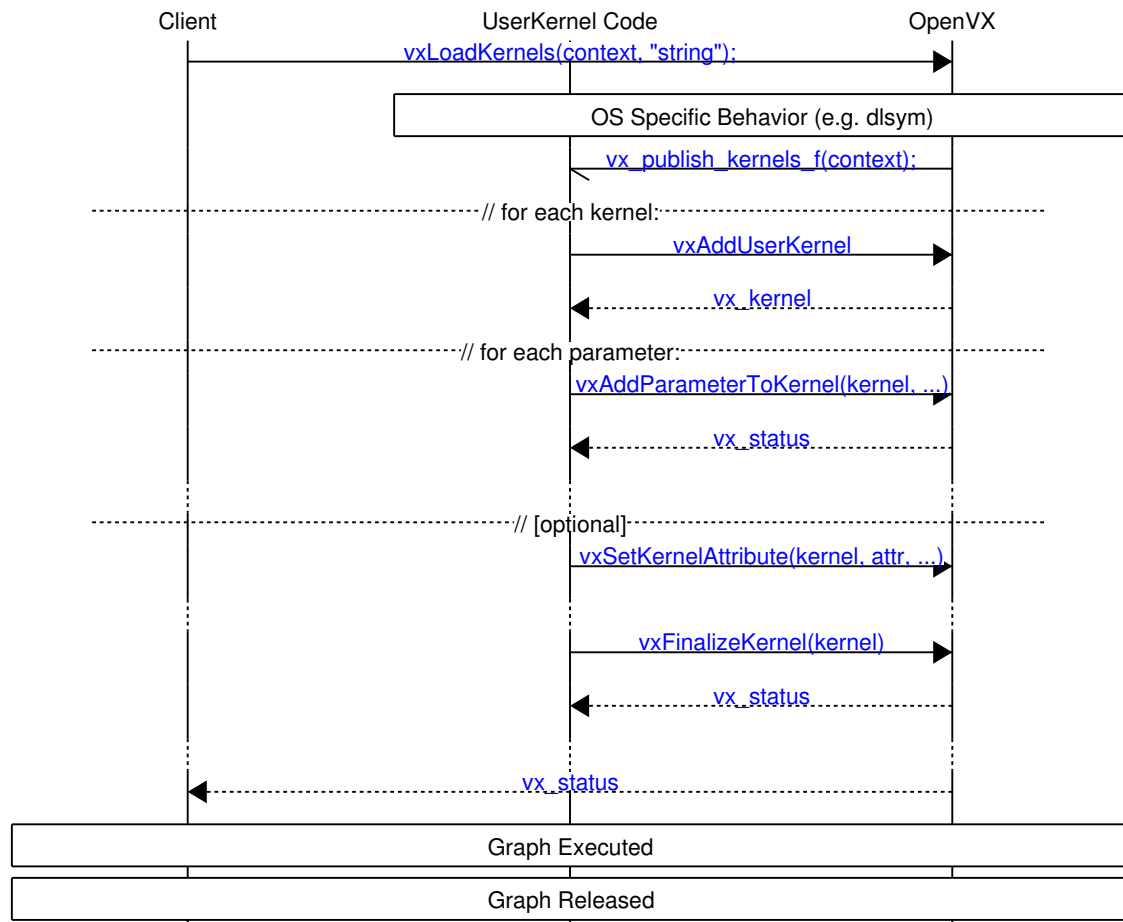 Client UserKernel Code OpenVX
vxLoadKernels(context, "string");
OS Specific Behavior (e.g. dlsym)
vx_publish_kernels_f(context);
// for each kernel:
vxAddUserKernel
vx_kernel
// for each parameter:
vxAddParameterToKernel(kernel, ...)
vx_status
// [optional]
vxSetKernelAttribute(kernel, attr, ...)
vxFinalizeKernel(kernel)
vx_status
vx_status
Graph Executed
Graph Released